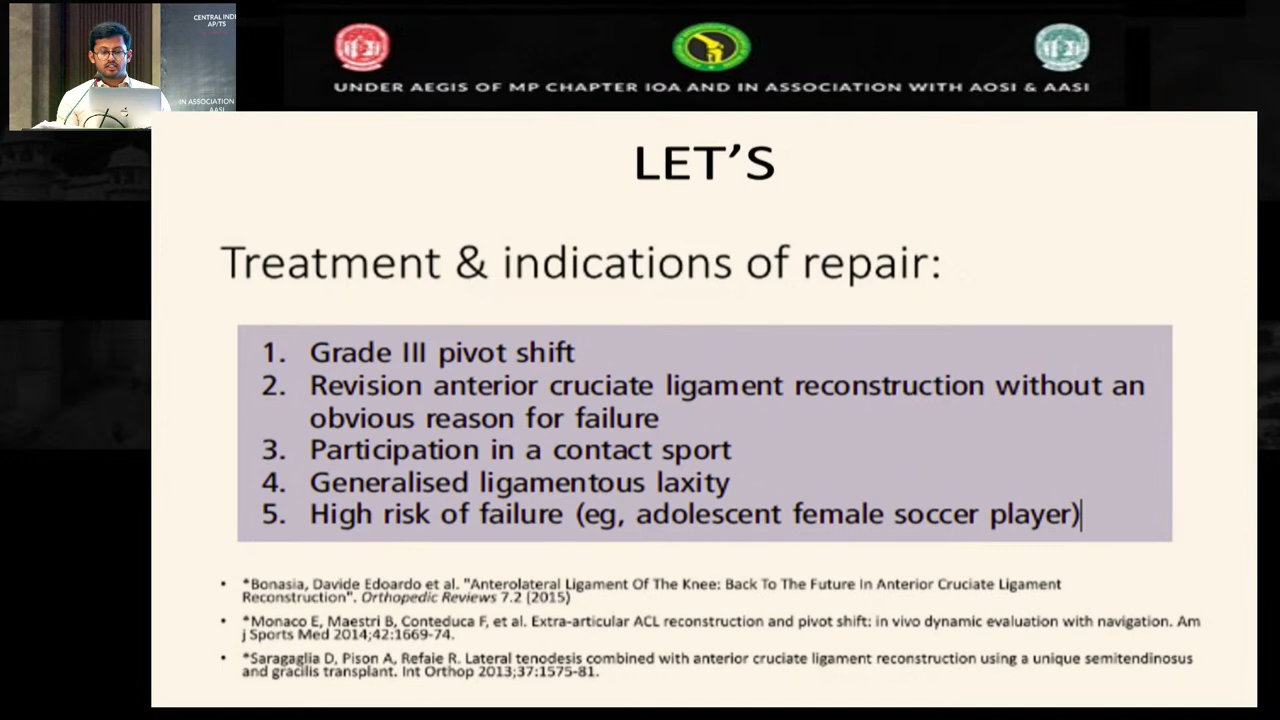 CENTRAL INDI
AP/TS
IN ASSOCIATION
AASI
UNDER AEGIS OF MP CHAPTER IOA AND IN ASSOCIATION WITH AOSI & AASI
LET’S
Treatment & indications of repair:
1. Grade III pivot shift
2. Revision anterior cruciate ligament reconstruction without an
obvious reason for failure
3. Participation in a contact sport
4. Generalised ligamentous laxity
5. High risk of failure (eg, adolescent female soccer player)
• *Bonasia, Davide Edoardo et al. "Anterolateral Ligament Of The Knee: Back To The Future In Anterior Cruciate Ligament
Reconstruction". Orthopedic Reviews 7.2 (2015)
• *Monaco E, Maestri B, Conteduca F, et al. Extra-articular ACL reconstruction and pivot shift: in vivo dynamic evaluation with navigation. Am
j Sports Med 2014;42:1669-74.
• *Saragaglia D, Pison A, Refaie R. Lateral tenodesis combined with anterior cruciate ligament reconstruction using a unique semitendinosus
and gracilis transplant. Int Orthop 2013;37:1575-81.